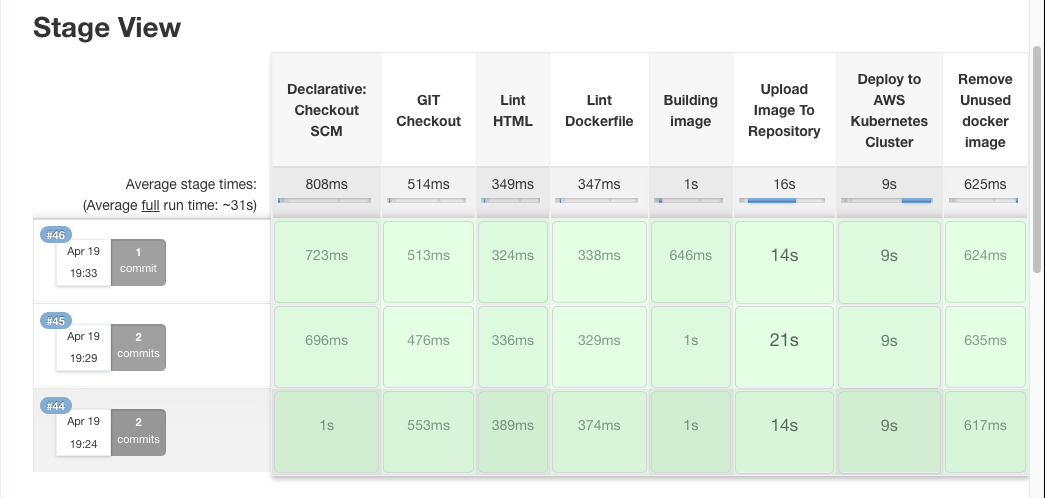 Stage View
Declarative: Checkout SCM
GIT Checkout
Lint HTML
Lint Dockerfile
Building image
Upload Image To Repository
Deploy to AWS Kubernetes Cluster
Remove Unused docker image
Average stage times:
(Average full run time: ~31s)
808ms 514ms 349ms 347ms 1s 16s 9s 625ms
#46
Apr 19
19:33
1
commit
723ms 513ms 324ms 338ms 646ms 14s 9s 624ms
#45
Apr 19
19:29
2
commits
696ms 476ms 336ms 329ms 1s 21s 9s 635ms
#44
Apr 19
19:24
2
commits
1s 553ms 389ms 374ms 1s 14s 9s 617ms